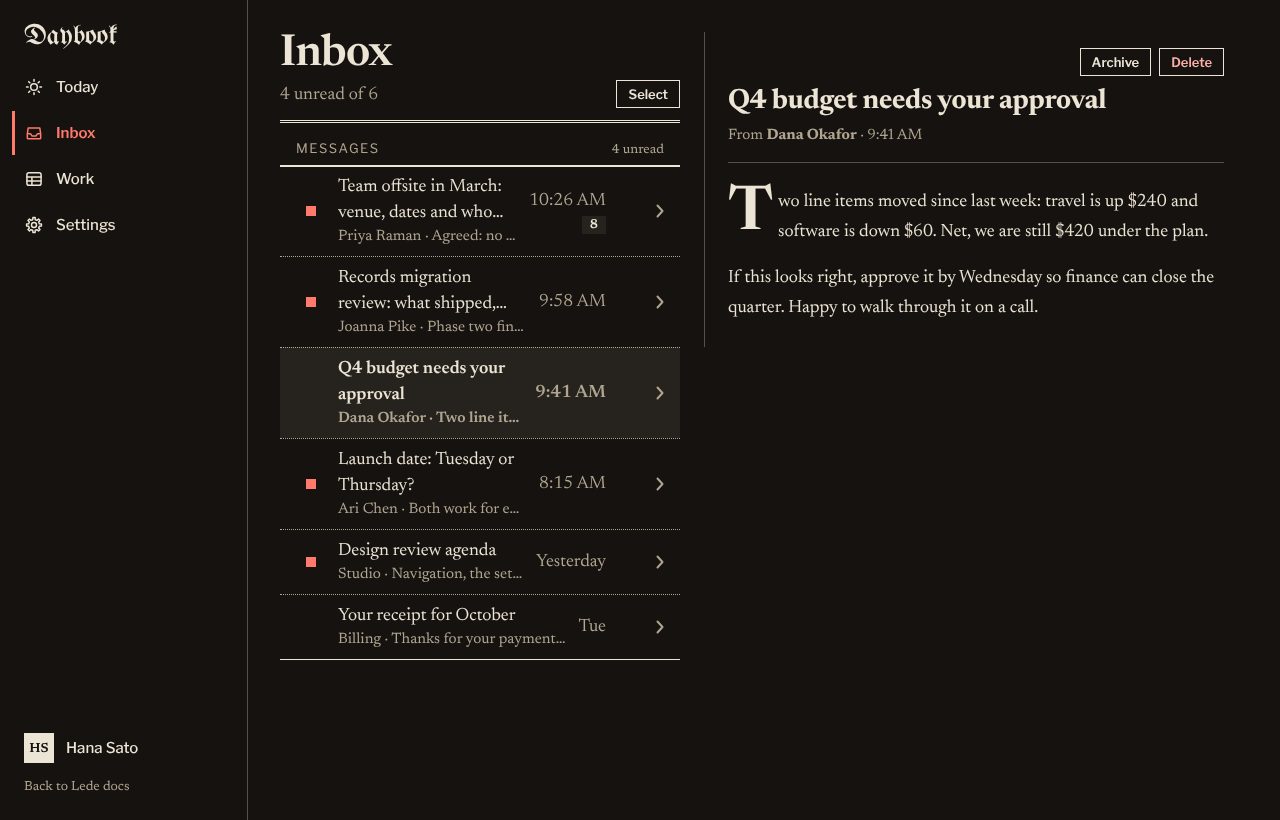 Daybook
Today
Inbox
Work
Settings
HS
Hana Sato
Back to Lede docs
Inbox
4 unread of 6
Select
MESSAGES
4 unread
Team offsite in March:
venue, dates and who...
Priya Raman · Agreed: no ...
10:26 AM
8
Records migration
review: what shipped,...
Joanna Pike · Phase two fin...
9:58 AM
Q4 budget needs your
approval
Dana Okafor · Two line it...
9:41 AM
Launch date: Tuesday or
Thursday?
Ari Chen · Both work for e...
8:15 AM
Design review agenda
Studio · Navigation, the set...
Yesterday
Your receipt for October
Billing · Thanks for your payment...
Tue
Archive
Delete
Q4 budget needs your approval
From Dana Okafor · 9:41 AM
Two line items moved since last week: travel is up $240 and
software is down $60. Net, we are still $420 under the plan.
If this looks right, approve it by Wednesday so finance can close the
quarter. Happy to walk through it on a call.